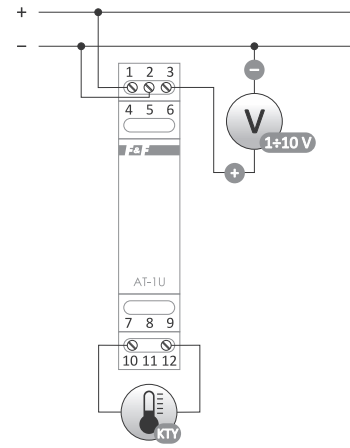 +
−
1 2 3
−
4 5 6
V
F&F
1÷10 V
+
AT-1U
7 8 9
10 11 12
KTY